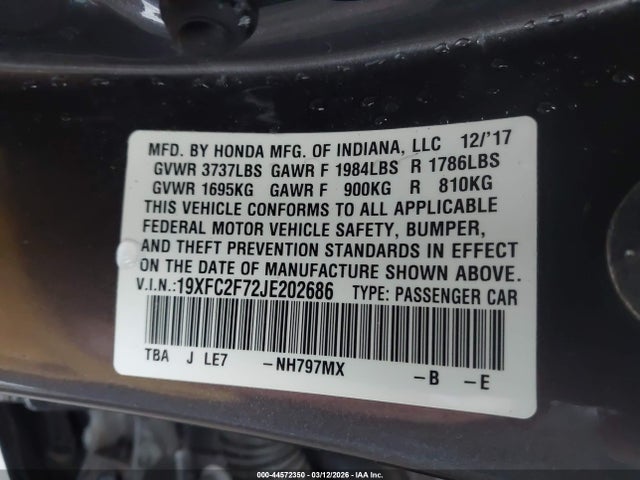 MFD. BY HONDA MFG. OF INDIANA, LLC 12/'17
GVWR 3737LBS GAWR F 1984LBS R 1786LBS
GVWR 1695KG GAWR F 900KG R 810KG
THIS VEHICLE CONFORMS TO ALL APPLICABLE
FEDERAL MOTOR VEHICLE SAFETY, BUMPER,
AND THEFT PREVENTION STANDARDS IN EFFECT
ON THE DATE OF MANUFACTURE SHOWN ABOVE.
V.I.N.:19XFC2F72JE202686 TYPE: PASSENGER CAR
TBA J LE7 -NH797MX -B -E
000-44572350 - 03/12/2026 - IAA Inc.